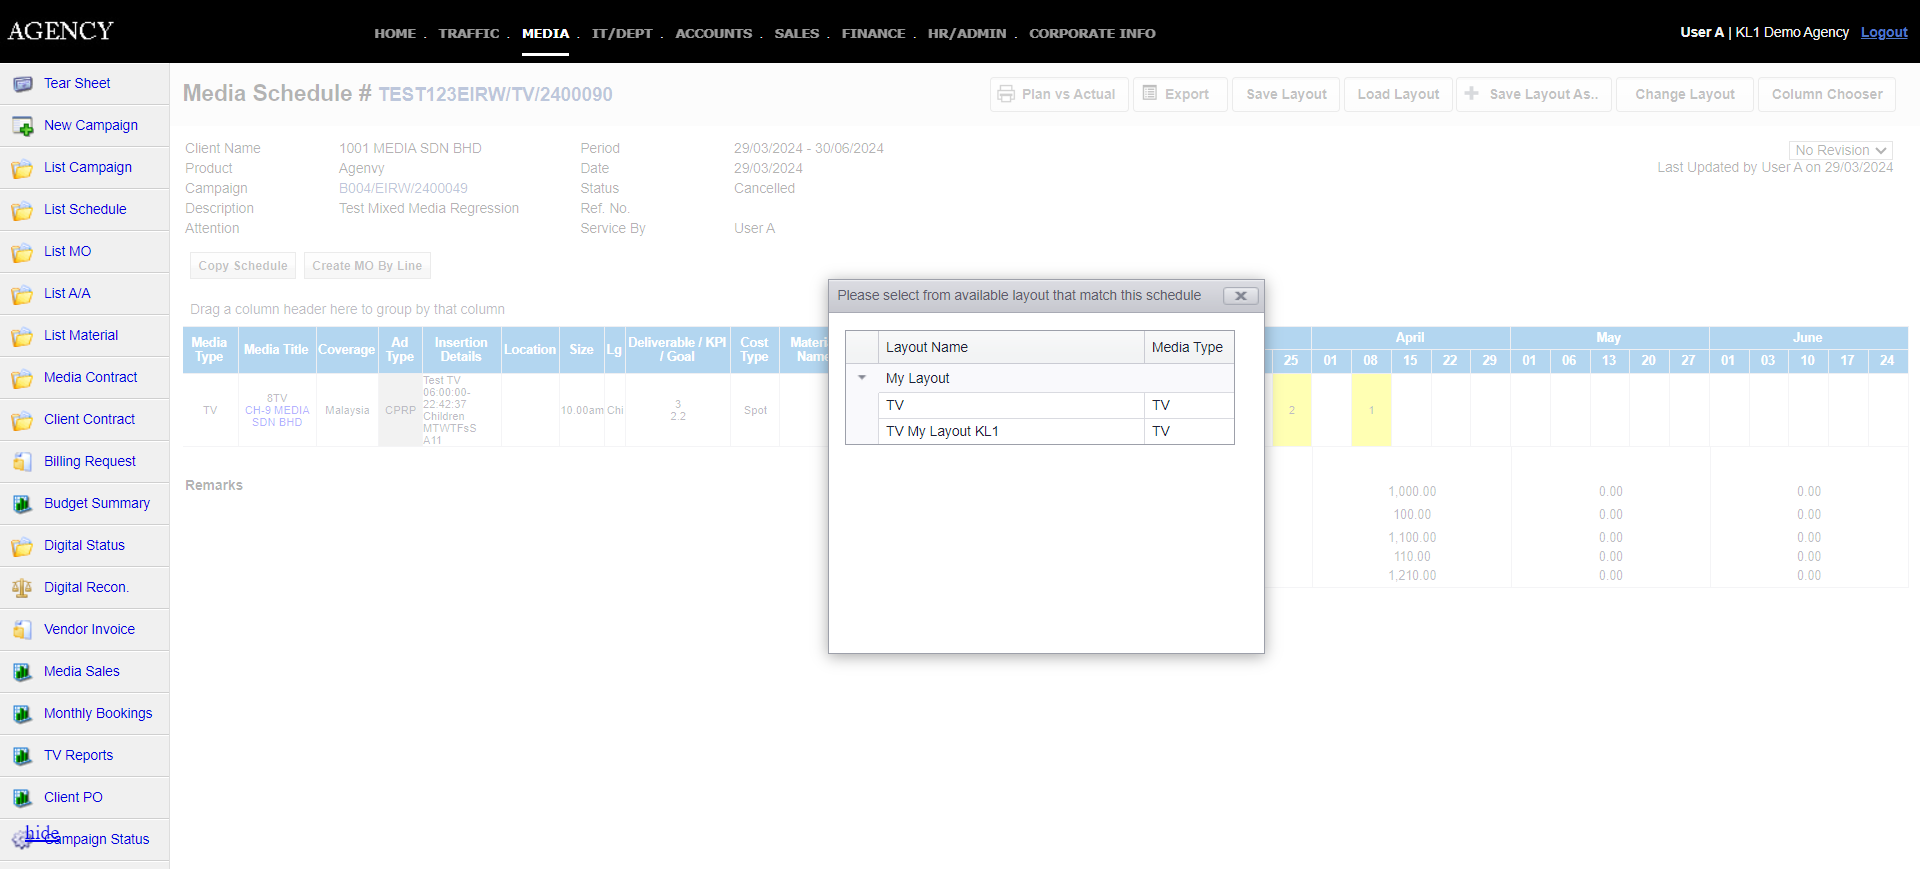 AGENCY
HOME . TRAFFIC . MEDIA . IT/DEPT . ACCOUNTS . SALES . FINANCE . HR/ADMIN . CORPORATE INFO
User A | KL1 Demo Agency Logout
Tear Sheet
New Campaign
List Campaign
List Schedule
List MO
List A/A
List Material
Media Contract
Client Contract
Billing Request
Budget Summary
Digital Status
Digital Recon.
Vendor Invoice
Media Sales
Monthly Bookings
TV Reports
Client PO
hide
Campaign Status
Media Schedule # TEST123EIRW/TV/2400090
Plan vs Actual Export Save Layout Load Layout Save Layout As.. Change Layout Column Chooser
Client Name 1001 MEDIA SDN BHD Period 29/03/2024 - 30/06/2024
No Revision
Product Agenvy Date 29/03/2024
Last Updated by User A on 29/03/2024
Campaign B004/EIRW/2400049 Status Cancelled
Description Test Mixed Media Regression Ref. No.
Attention Service By User A
Copy Schedule Create MO By Line
Drag a column header here to group by that column
Media Type Media Title Coverage Ad Type Insertion Details Location Size Lg Deliverable / KPI / Goal Cost Type Name
April May June
25 01 08 15 22 29 01 06 13 20 27 01 03 10 17 24
TV
8TV
CH-9 MEDIA
SDN BHD
Malaysia
CPRP
Test TV
06:00:00-
22:42:37
Children
MTWTFsS
A11
10.00am Chi
3
2.2
Spot
2 1
Remarks
1,000.00 0.00 0.00
100.00 0.00 0.00
1,100.00 0.00 0.00
110.00 0.00 0.00
1,210.00 0.00 0.00
Please select from available layout that match this schedule
Layout Name Media Type
My Layout
TV TV
TV My Layout KL1 TV